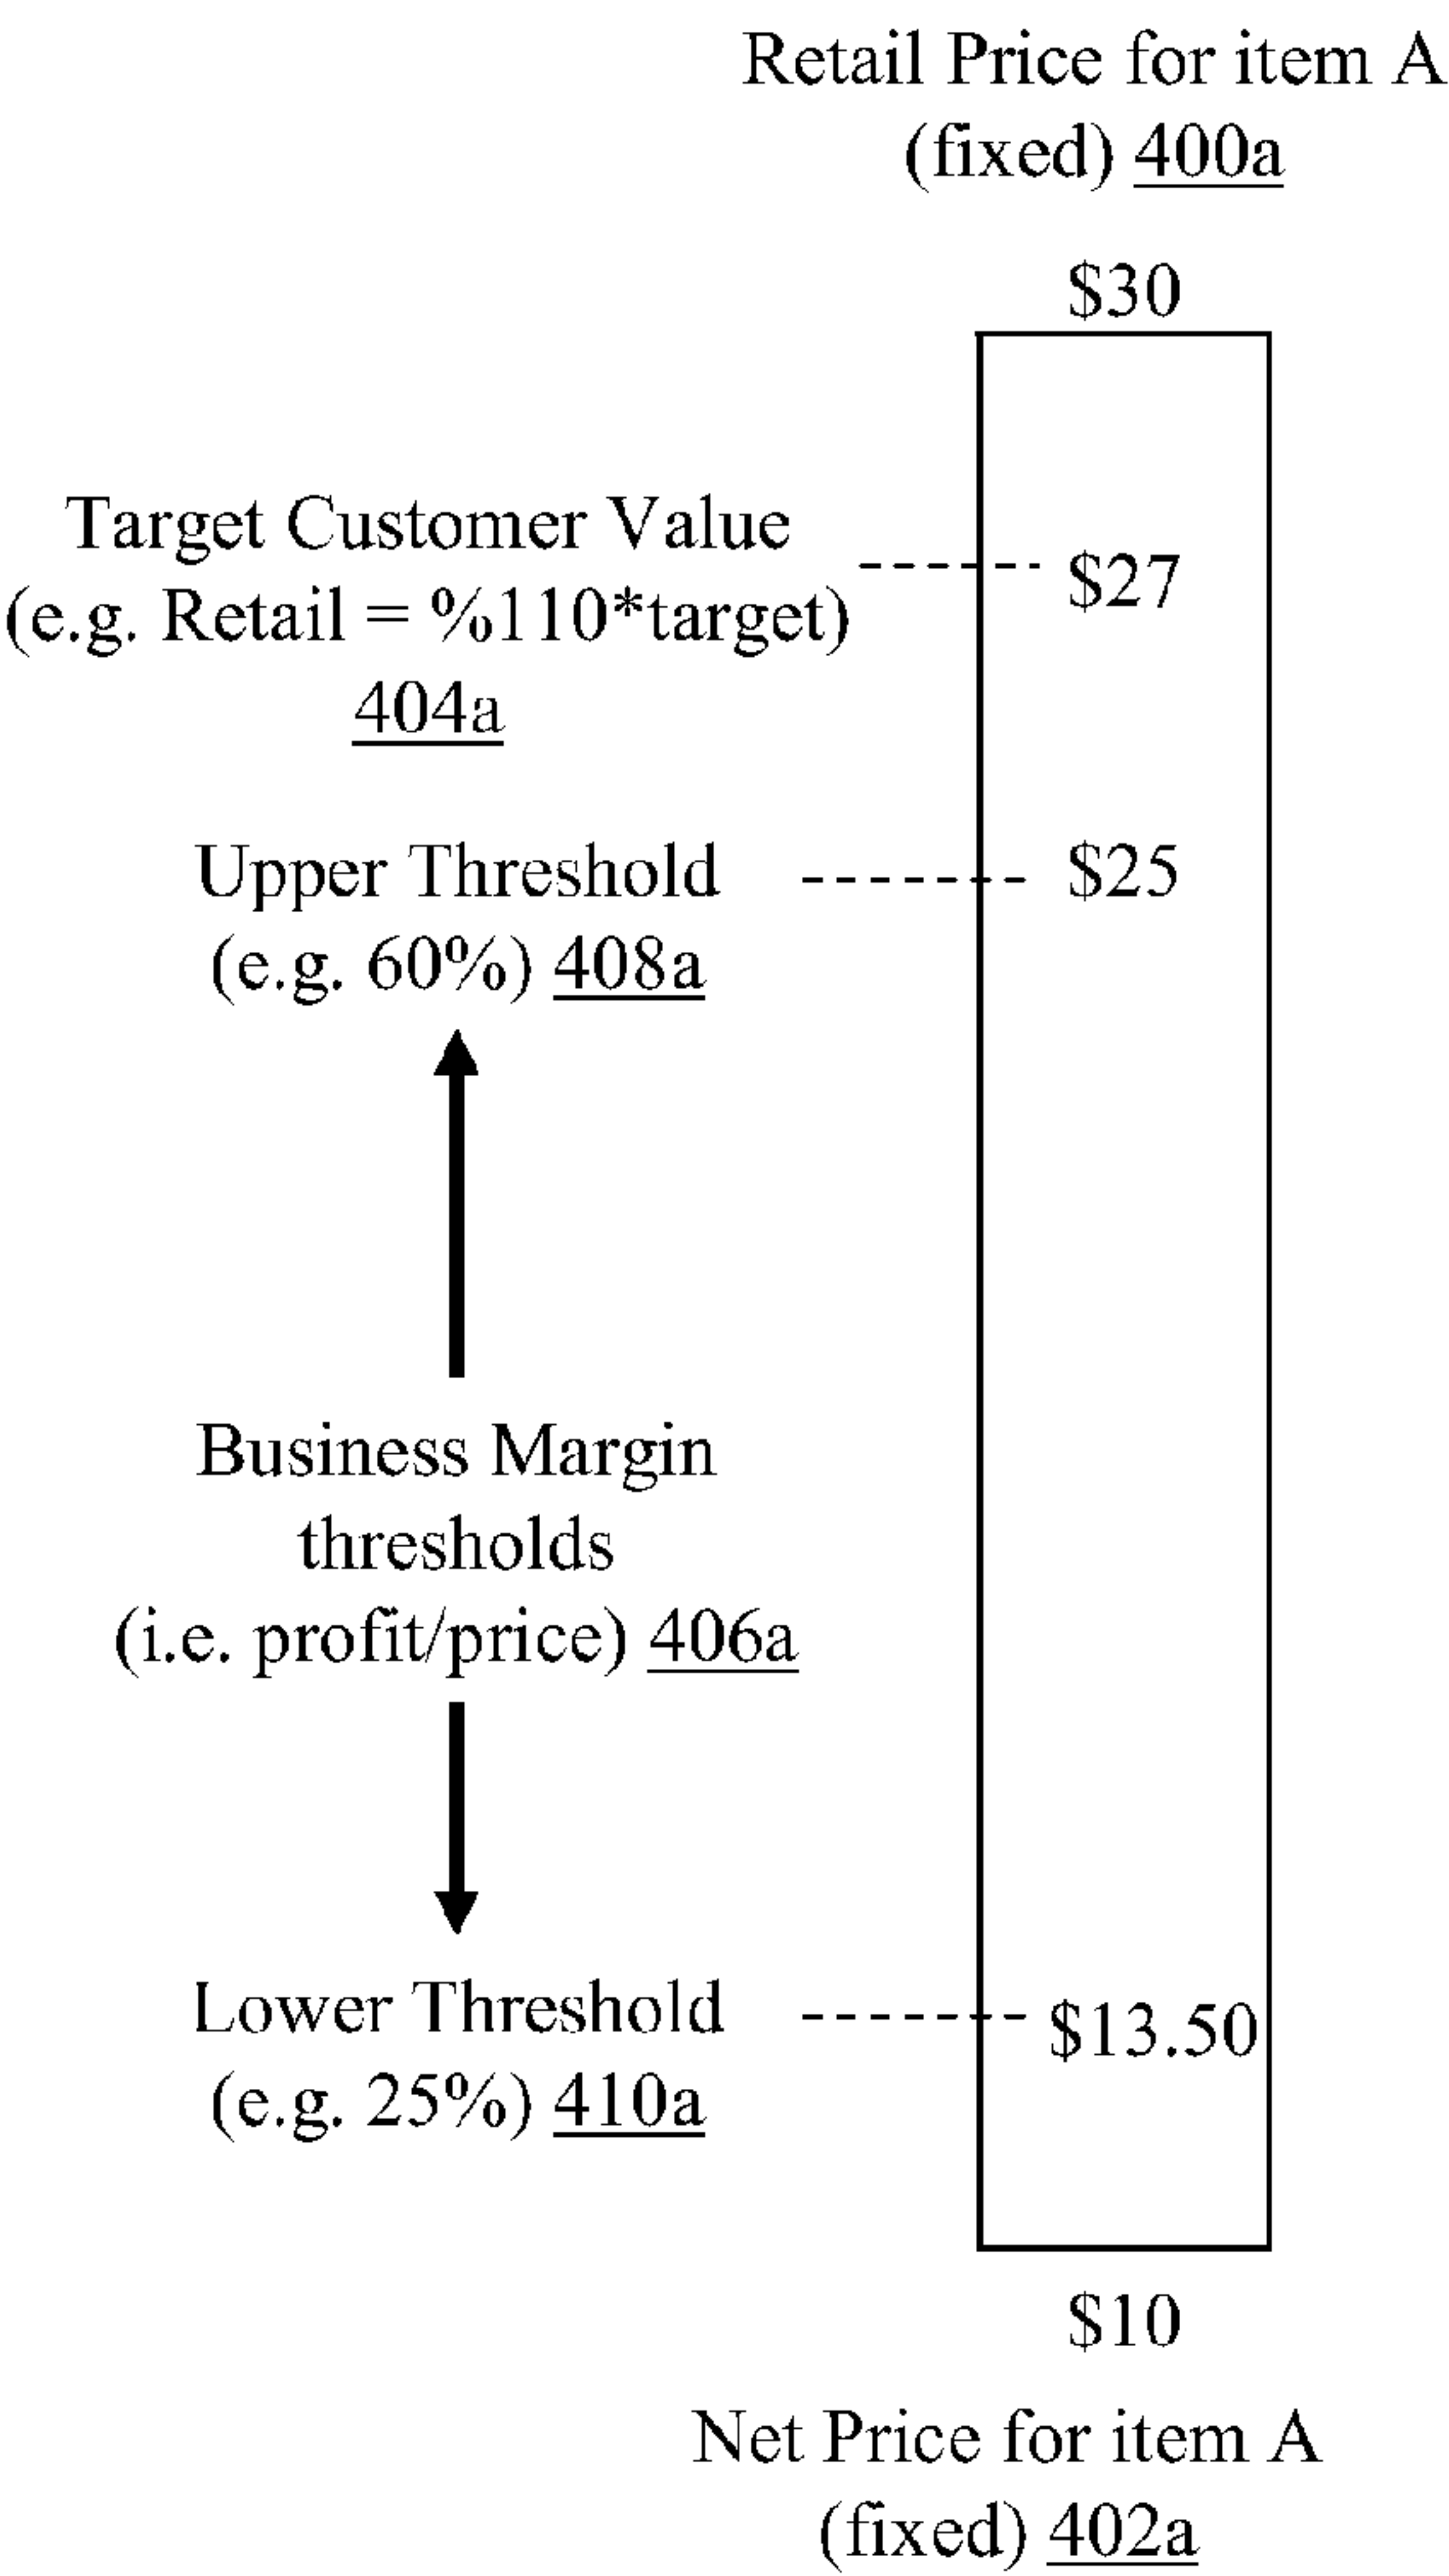 Retail Price for item A
(fixed) 400a
$30
Target Customer Value
(e.g. Retail = %110*target)
404a
$27
Upper Threshold
(e.g. 60%) 408a
$25
Business Margin
thresholds
(i.e. profit/price) 406a
Lower Threshold
(e.g. 25%) 410a
$13.50
$10
Net Price for item A
(fixed) 402a